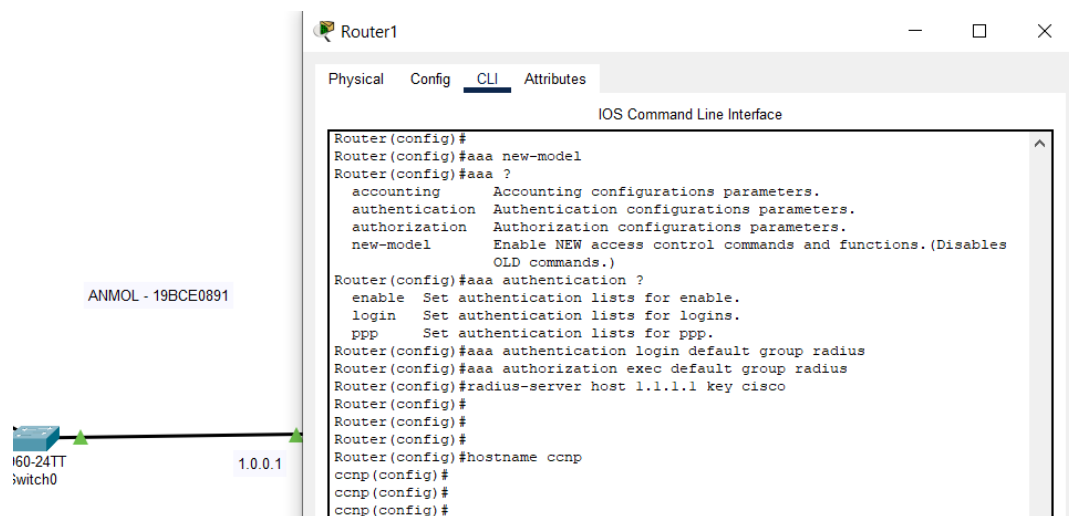 Router1
Physical Config CLI Attributes
IOS Command Line Interface
Router(config)#
Router(config)#aaa new-model
Router(config)#aaa ?
accounting Accounting configurations parameters.
authentication Authentication configurations parameters.
authorization Authorization configurations parameters.
new-model Enable NEW access control commands and functions.(Disables
OLD commands.)
Router(config)#aaa authentication ?
enable Set authentication lists for enable.
login Set authentication lists for logins.
ppp Set authentication lists for ppp.
Router(config)#aaa authentication login default group radius
Router(config)#aaa authorization exec default group radius
Router(config)#radius-server host 1.1.1.1 key cisco
Router(config)#
Router(config)#
Router(config)#
Router(config)#hostname ccnp
ccnp(config)#
ccnp(config)#
ccnp(config)#
ANMOL - 19BCE0891
960-24TT
Switch0
1.0.0.1